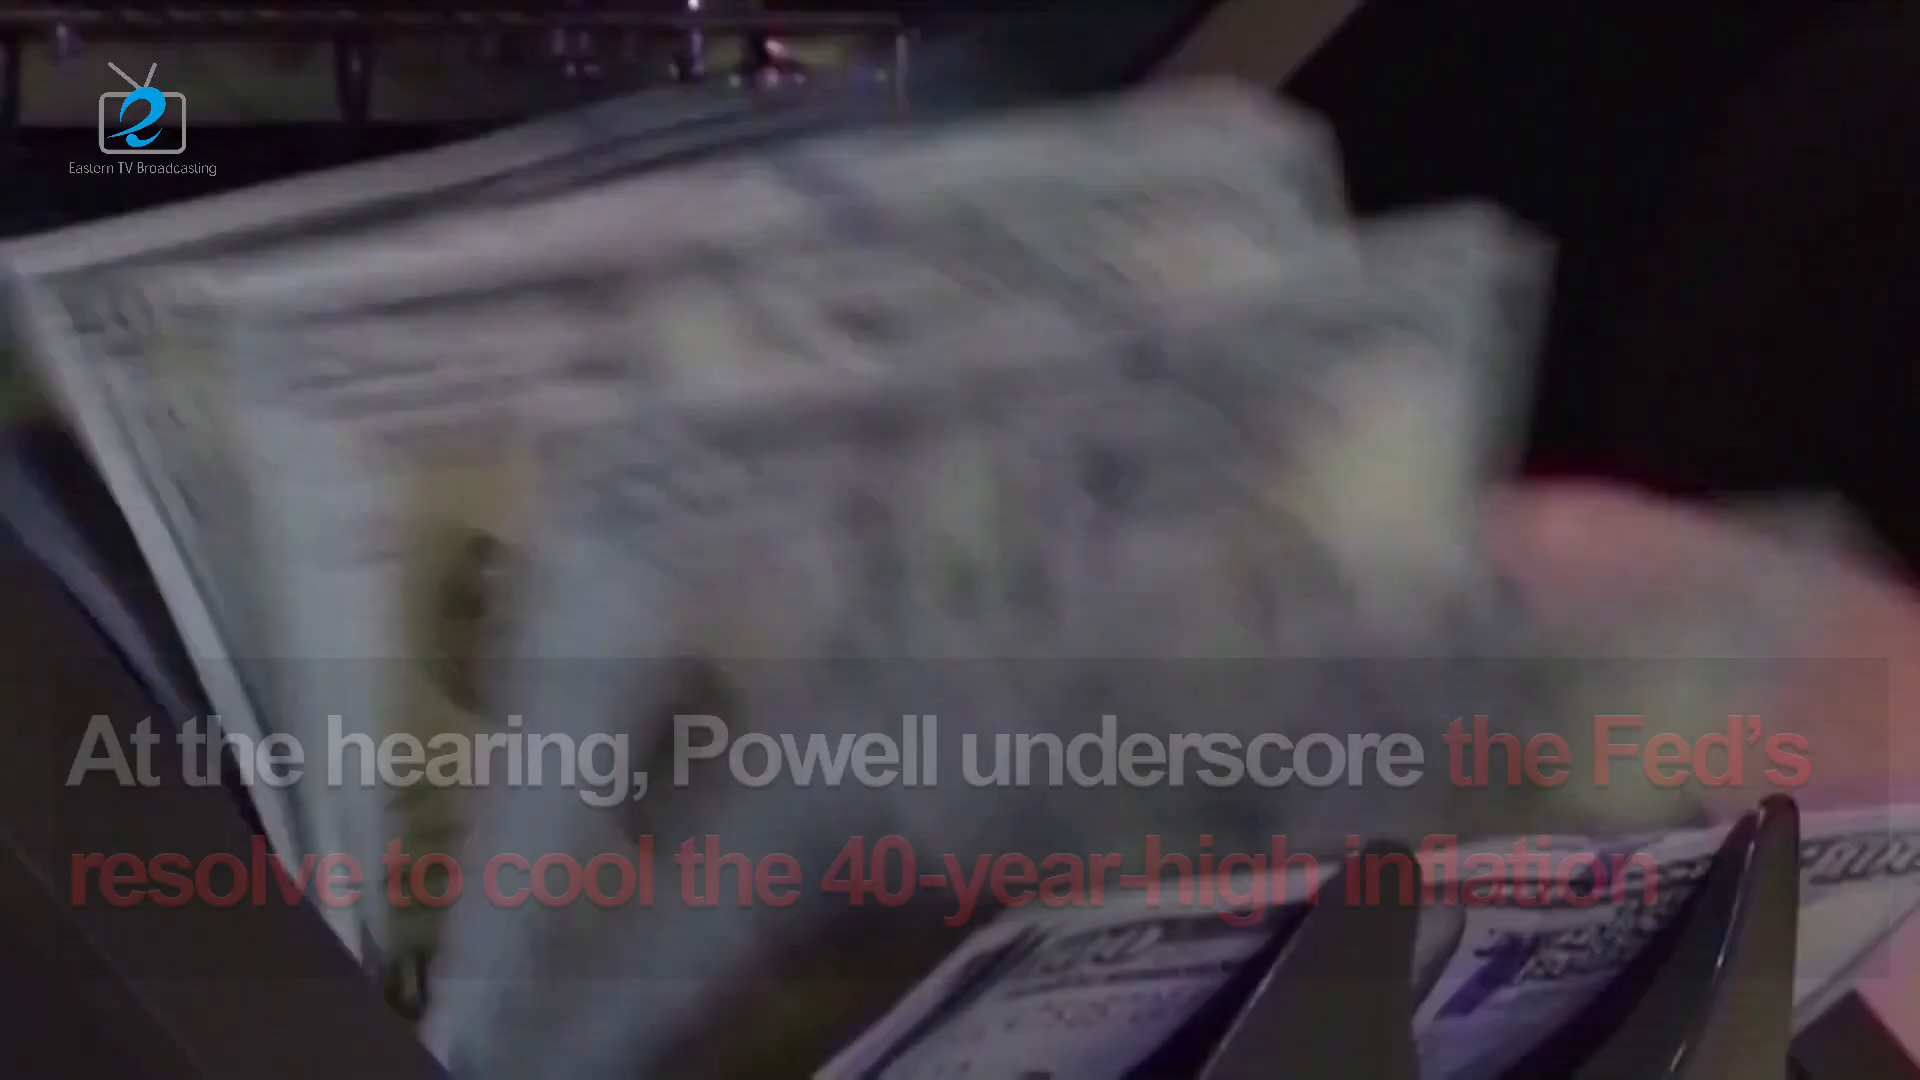 Eastern TV Broadcasting
At the hearing, Powell underscore the Fed’s
resolve to cool the 40-year-high inflation